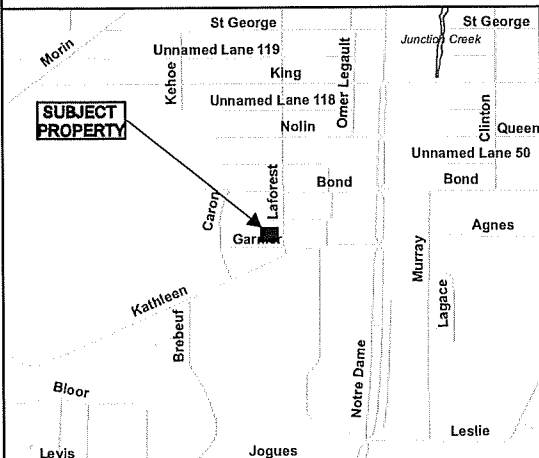 St George
St George
Morin
Junction Creek
Unnamed Lane 119
Omer Legault
King
Kehoe
Unnamed Lane 118
SUBJECT
PROPERTY
Nolin
Clinton
Queen
Unnamed Lane 50
Laforest
Bond
Bond
Caron
Agnes
Garnier
Murray
Kathleen
Lagace
Brebeuf
Notre Dame
Bloor
Leslie
Levis
Jogues